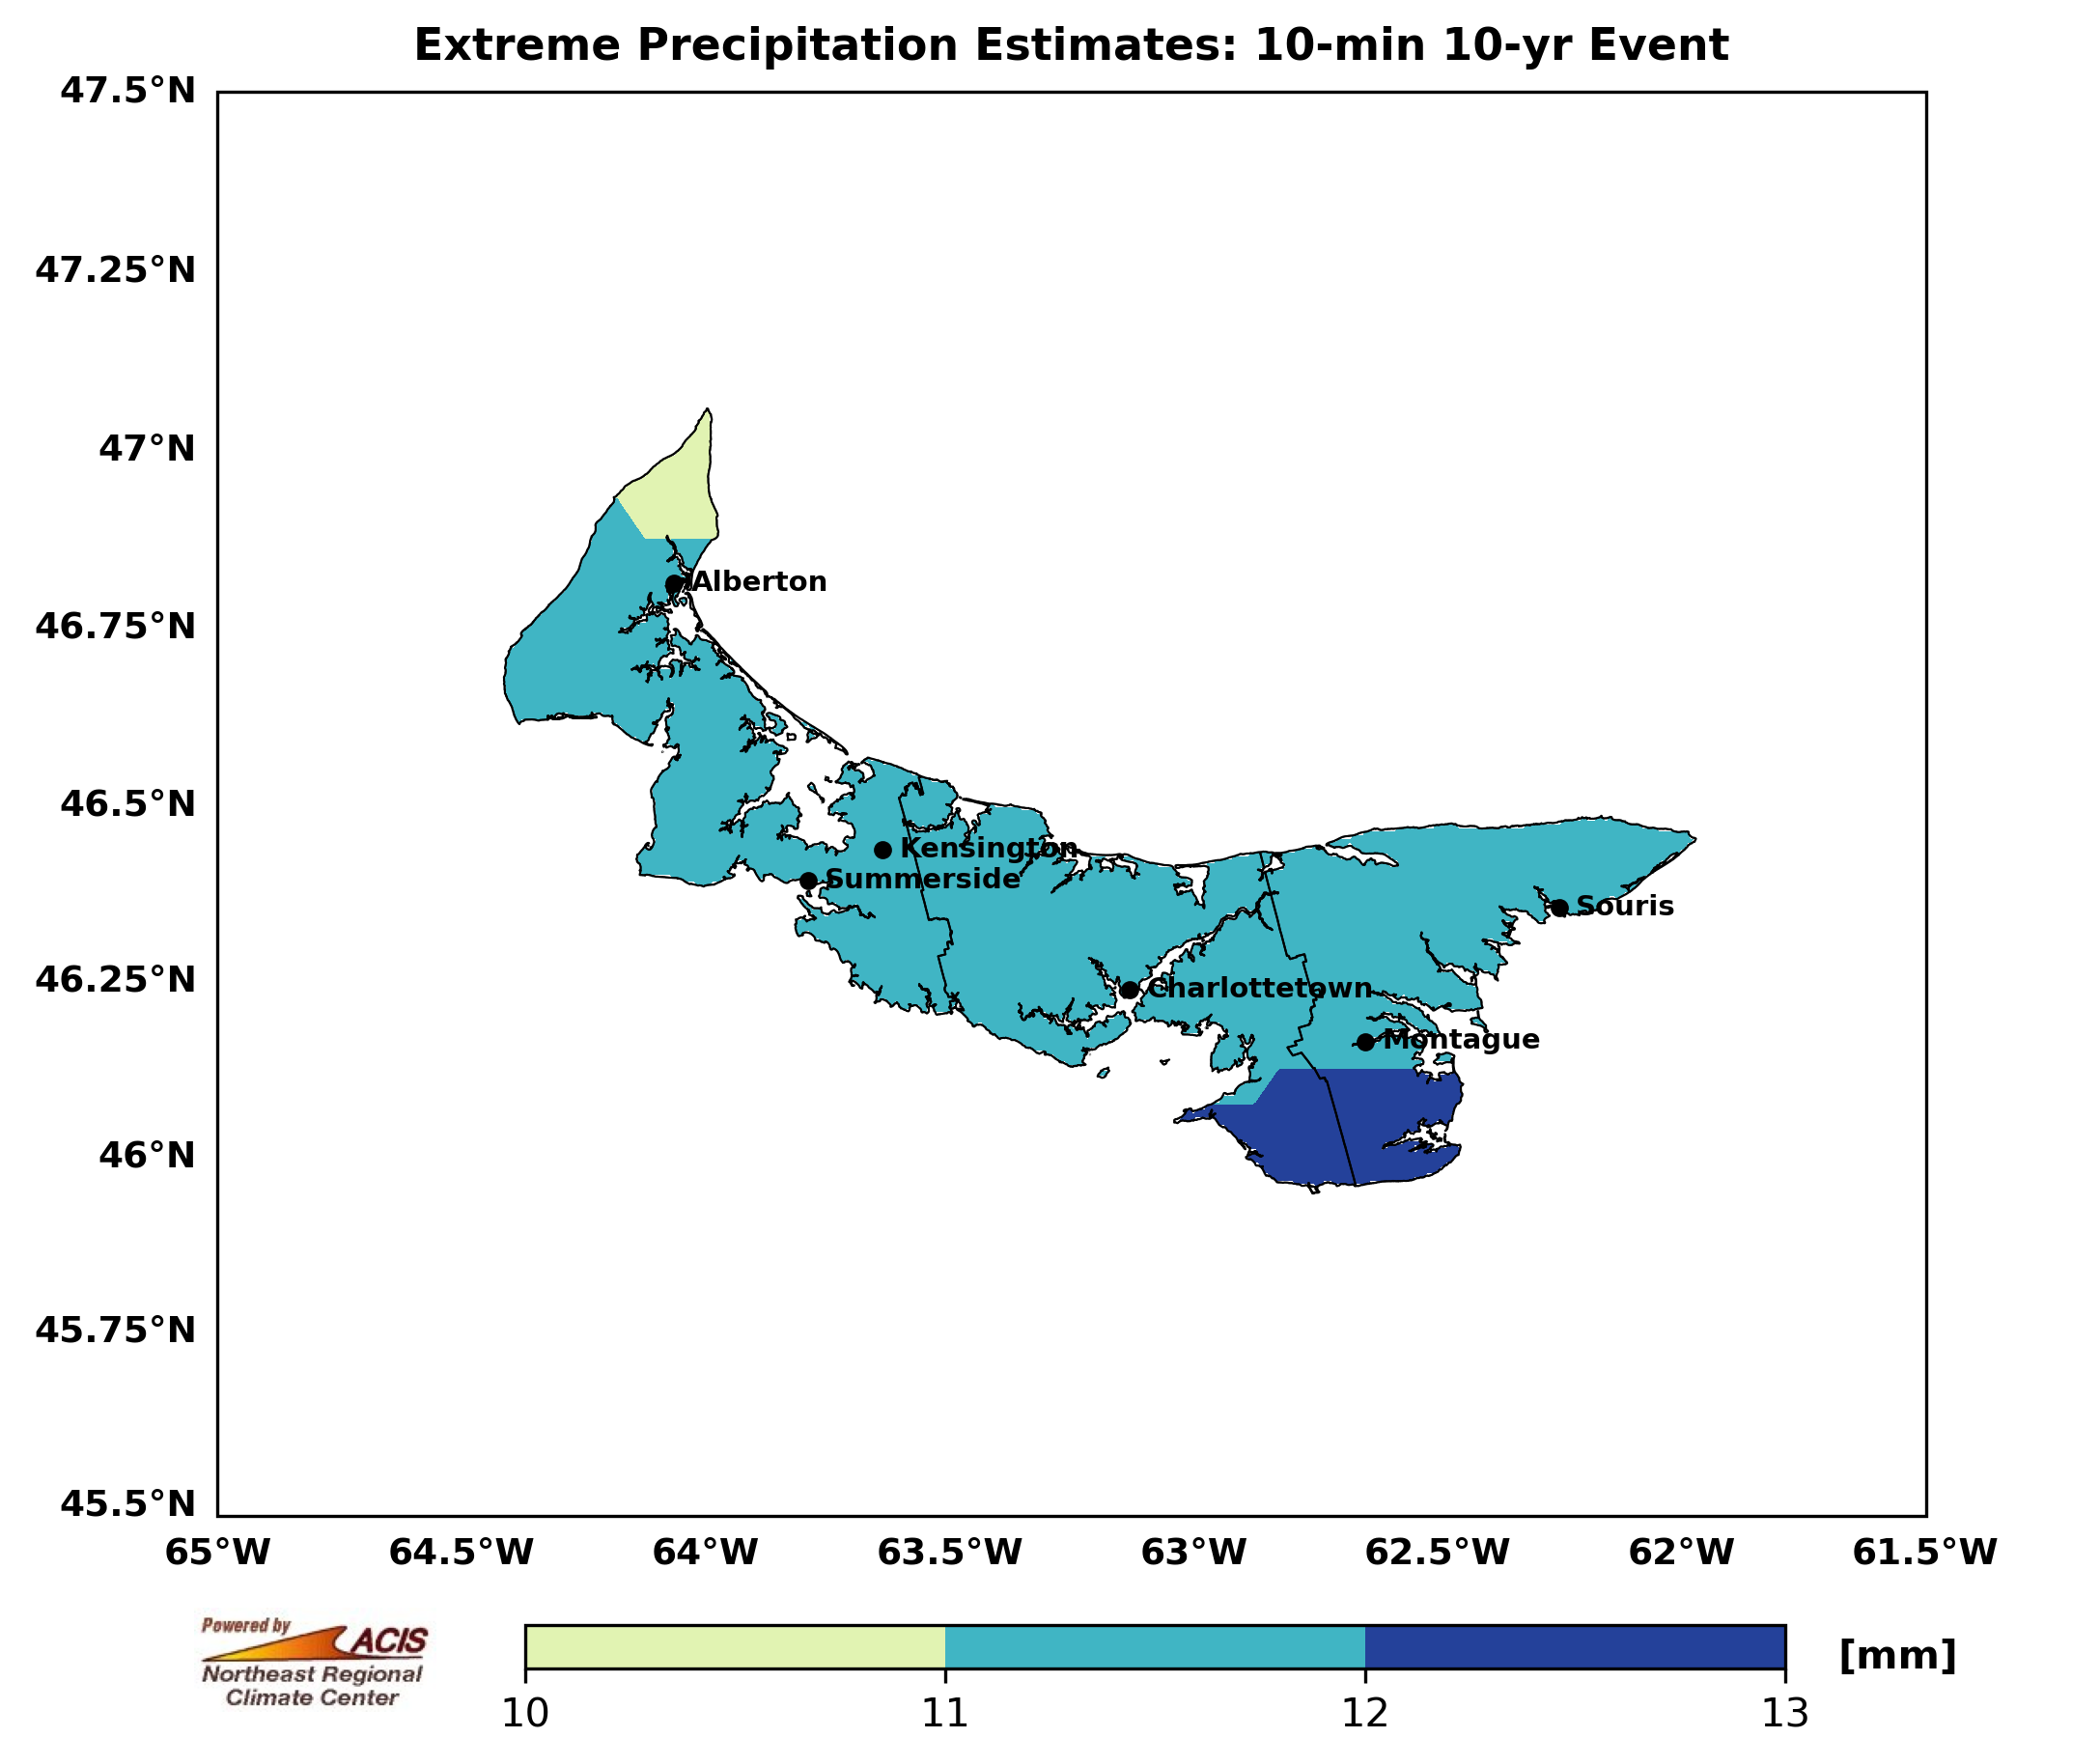 Extreme Precipitation Estimates: 10-min 10-yr Event
47.5°N
47.25°N
47°N
46.75°N
46.5°N
46.25°N
46°N
45.75°N
45.5°N
Alberton
Kensington
Summerside
Souris
Charlottetown
Montague
65°W 64.5°W 64°W 63.5°W 63°W 62.5°W 62°W 61.5°W
Powered by
ACIS
Northeast Regional
Climate Center
[mm]
10 11 12 13